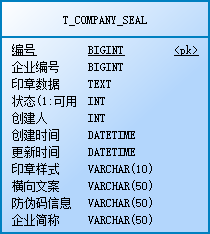 T_COMPANY_SEAL
编号 BIGINT <pk>
企业编号 BIGINT
印章数据 TEXT
状态(1:可用 INT
创建人 INT
创建时间 DATETIME
更新时间 DATETIME
印章样式 VARCHAR(10)
横向文案 VARCHAR(50)
防伪码信息 VARCHAR(50)
企业简称 VARCHAR(50)